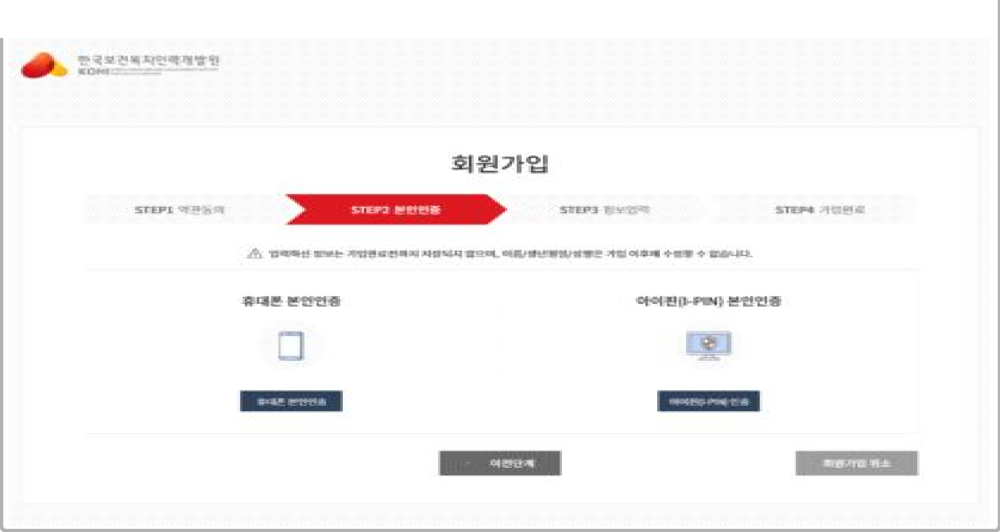 한국보건복지인력개발원
KOHI
회원가입
STEP1 약관동의
STEP2 본인인증
STEP3 정보입력
STEP4 가입완료
입력하신 정보는 가입완료전까지 저장되지 않으며, 이름/생년월일/성별은 가입 이후에 수정할 수 없습니다.
휴대폰 본인인증
아이핀(I-PIN) 본인인증
휴대폰 본인인증
아이핀(I-PIN) 인증
이전단계
회원가입 취소